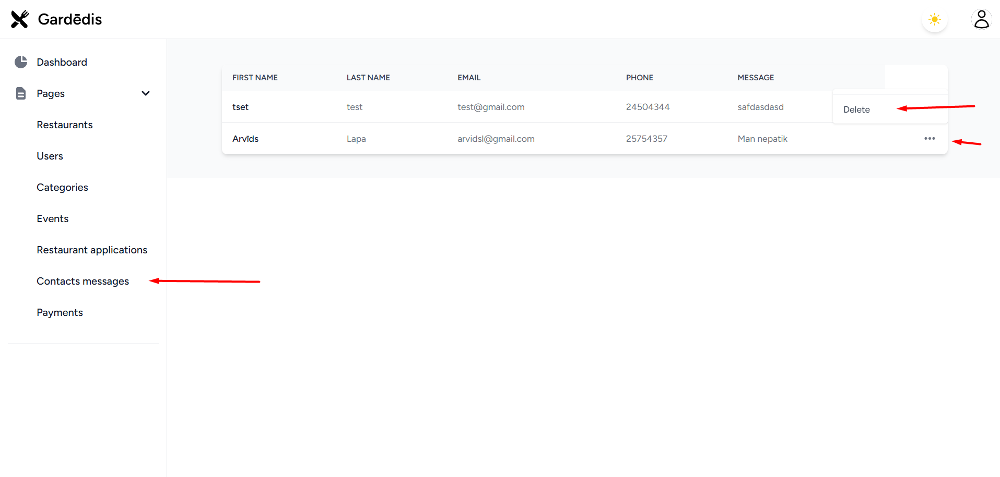 Gardēdis
Dashboard
Pages
Restaurants
Users
Categories
Events
Restaurant applications
Contacts messages
Payments
FIRST NAME LAST NAME EMAIL PHONE MESSAGE
tset test test@gmail.com 24504344 safdasdasd
Delete
Arvīds Lapa arvidsl@gmail.com 25754357 Man nepatik